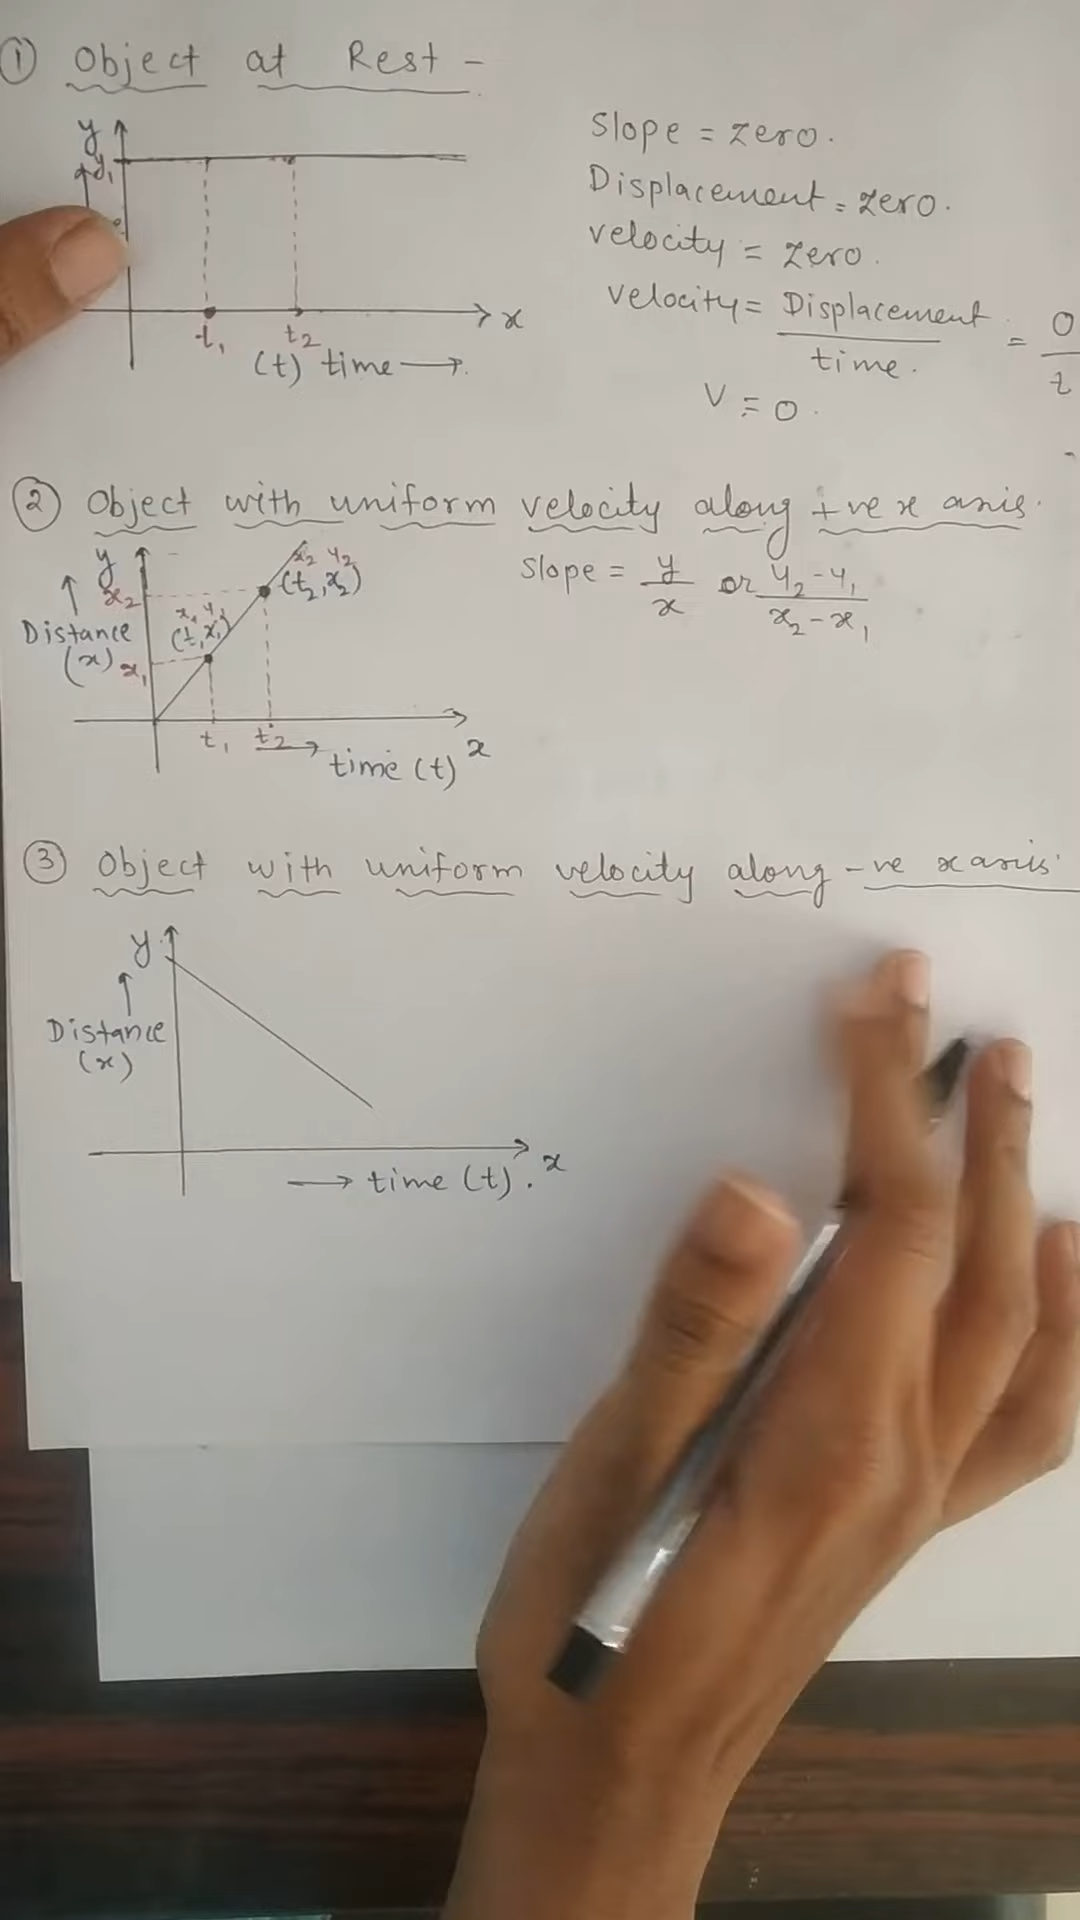 ① Object at Rest -
y
d₁
t₁ t₂
x
(t) time →
Slope = zero.
Displacement = zero.
velocity = zero.
velocity = Displacement / time. = 0 / t
V = 0.
② Object with uniform velocity along +ve x axis.
y
x₂
Distance
(x) x₁
x₂ y₂
(t₂, x₂)
x₁ y₁
(t₁, x₁)
t₁ t₂
time (t) x
Slope = y / x or y₂ - y₁ / x₂ - x₁
③ Object with uniform velocity along -ve x axis.
y
Distance
(x)
→ time (t). x